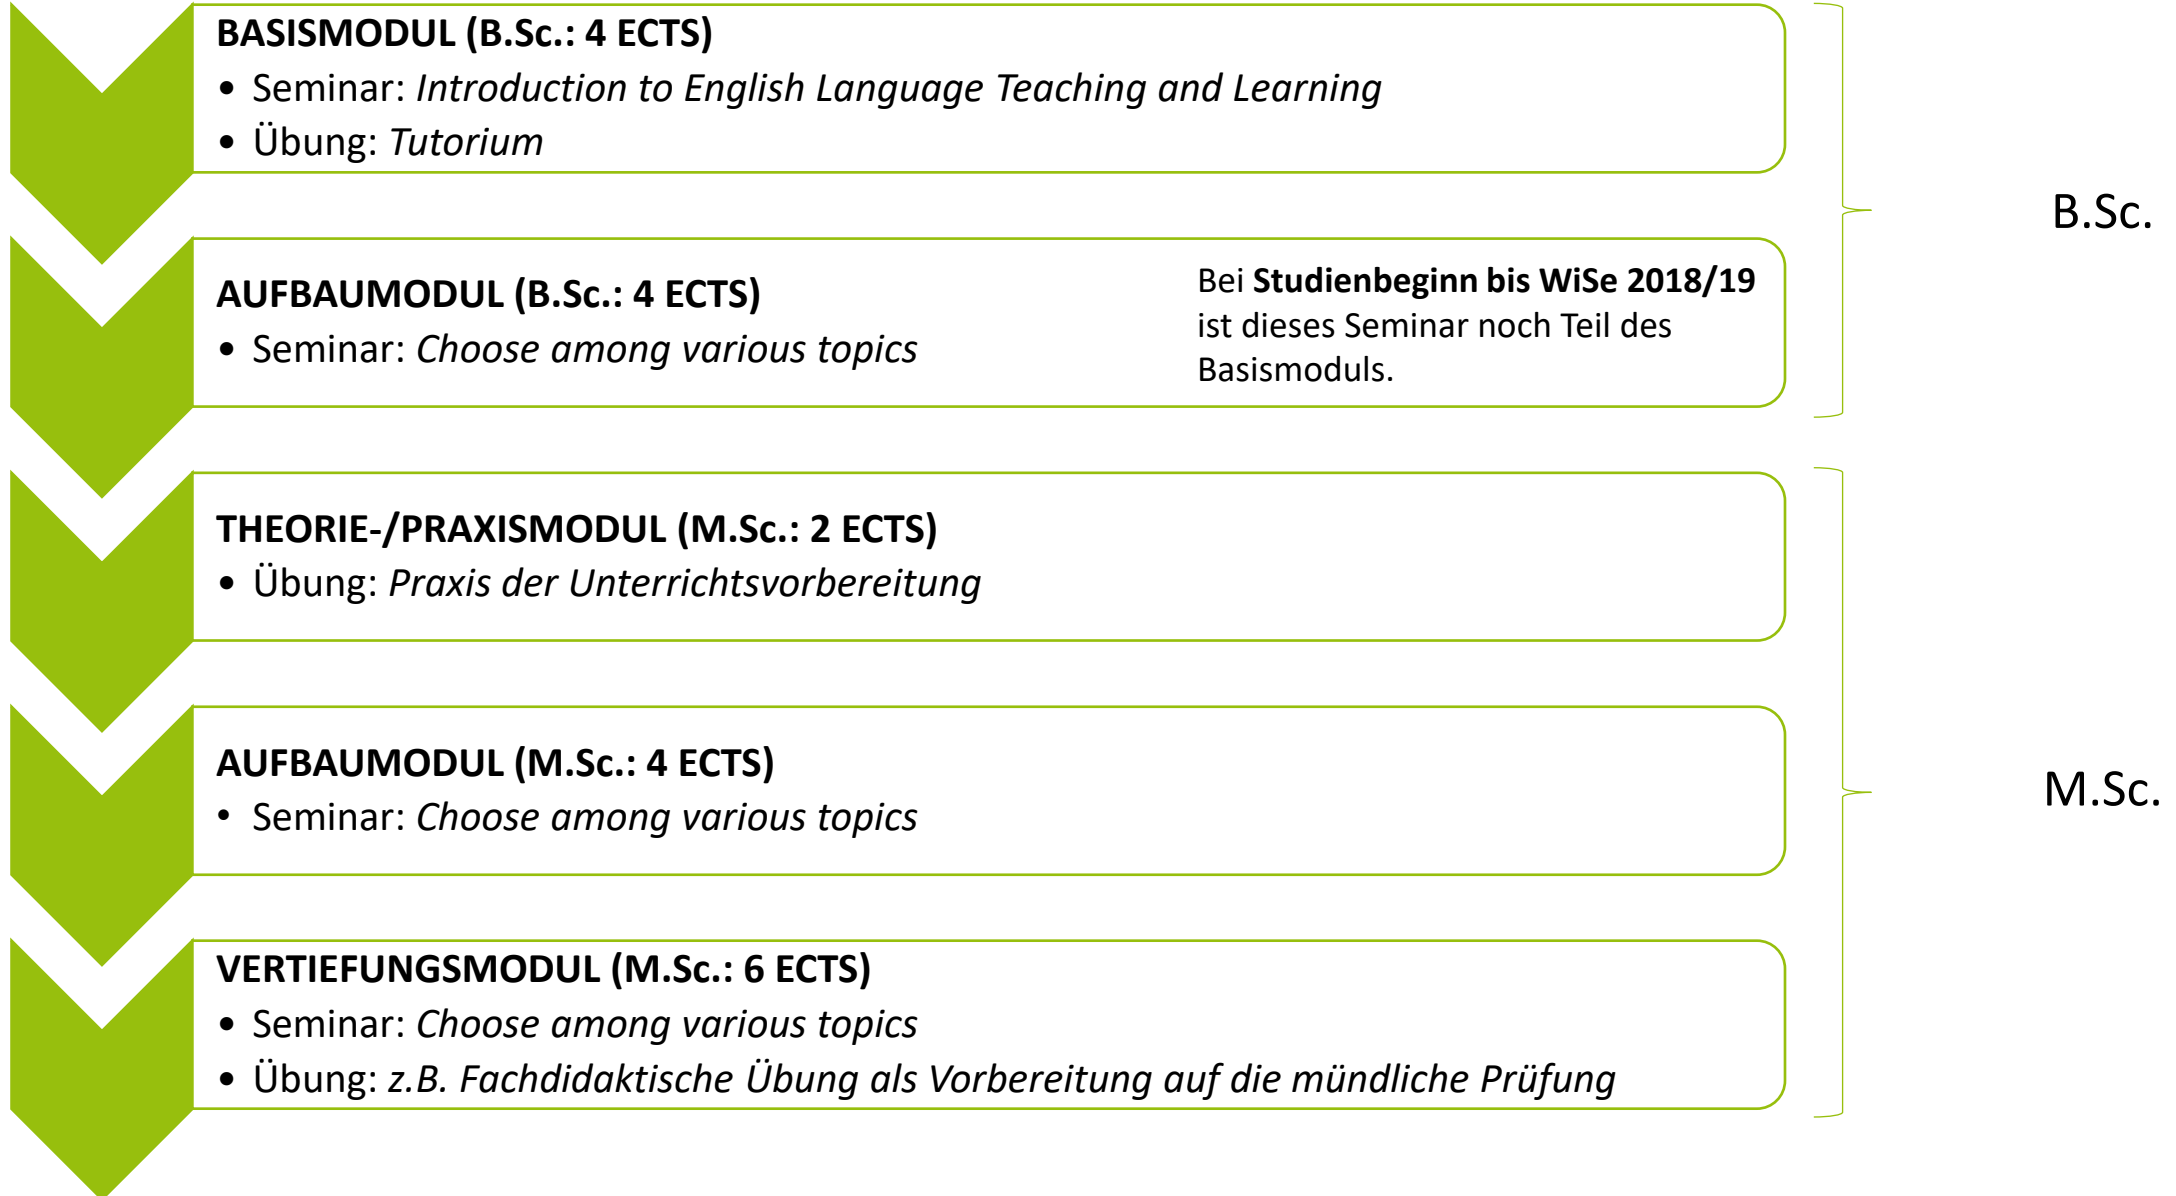 BASISMODUL (B.Sc.: 4 ECTS)
• Seminar: Introduction to English Language Teaching and Learning
• Übung: Tutorium
B.Sc.
AUFBAUMODUL (B.Sc.: 4 ECTS)
• Seminar: Choose among various topics
Bei Studienbeginn bis WiSe 2018/19
ist dieses Seminar noch Teil des
Basismoduls.
THEORIE-/PRAXISMODUL (M.Sc.: 2 ECTS)
• Übung: Praxis der Unterrichtsvorbereitung
AUFBAUMODUL (M.Sc.: 4 ECTS)
• Seminar: Choose among various topics
M.Sc.
VERTIEFUNGSMODUL (M.Sc.: 6 ECTS)
• Seminar: Choose among various topics
• Übung: z.B. Fachdidaktische Übung als Vorbereitung auf die mündliche Prüfung